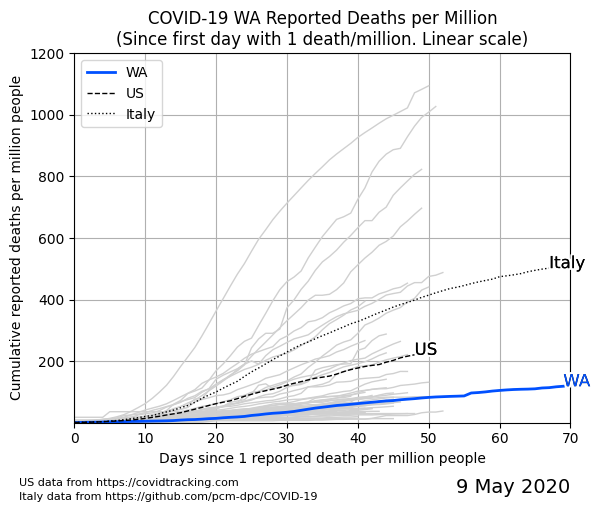 COVID-19 WA Reported Deaths per Million
(Since first day with 1 death/million. Linear scale)
Cumulative reported deaths per million people
1200
1000
800
600
400
200
WA
US
Italy
Italy
US
WA
0
10
20
30
40
50
60
70
Days since 1 reported death per million people
US data from https://covidtracking.com
Italy data from https://github.com/pcm-dpc/COVID-19
9 May 2020